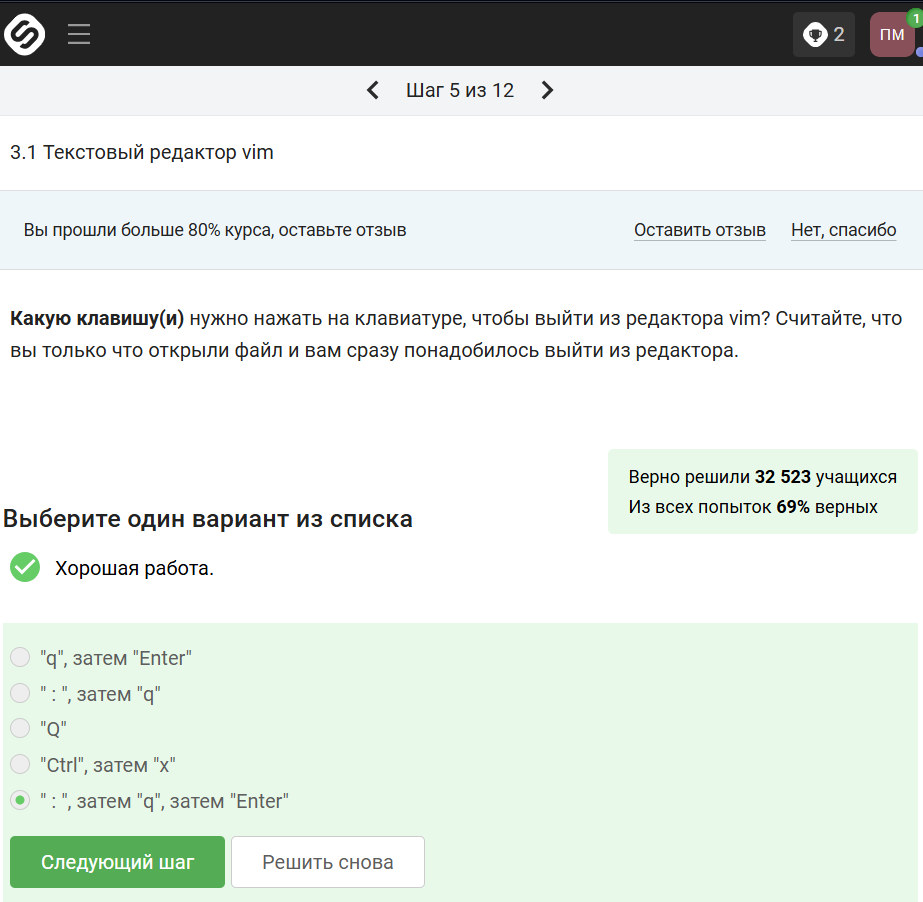 2
ПМ
1
Шаг 5 из 12
3.1 Текстовый редактор vim
Вы прошли больше 80% курса, оставьте отзыв
Оставить отзыв
Нет, спасибо
Какую клавишу(и) нужно нажать на клавиатуре, чтобы выйти из редактора vim? Считайте, что
вы только что открыли файл и вам сразу понадобилось выйти из редактора.
Верно решили 32 523 учащихся
Из всех попыток 69% верных
Выберите один вариант из списка
Хорошая работа.
"q", затем "Enter"
" : ", затем "q"
"Q"
"Ctrl", затем "x"
" : ", затем "q", затем "Enter"
Следующий шаг
Решить снова